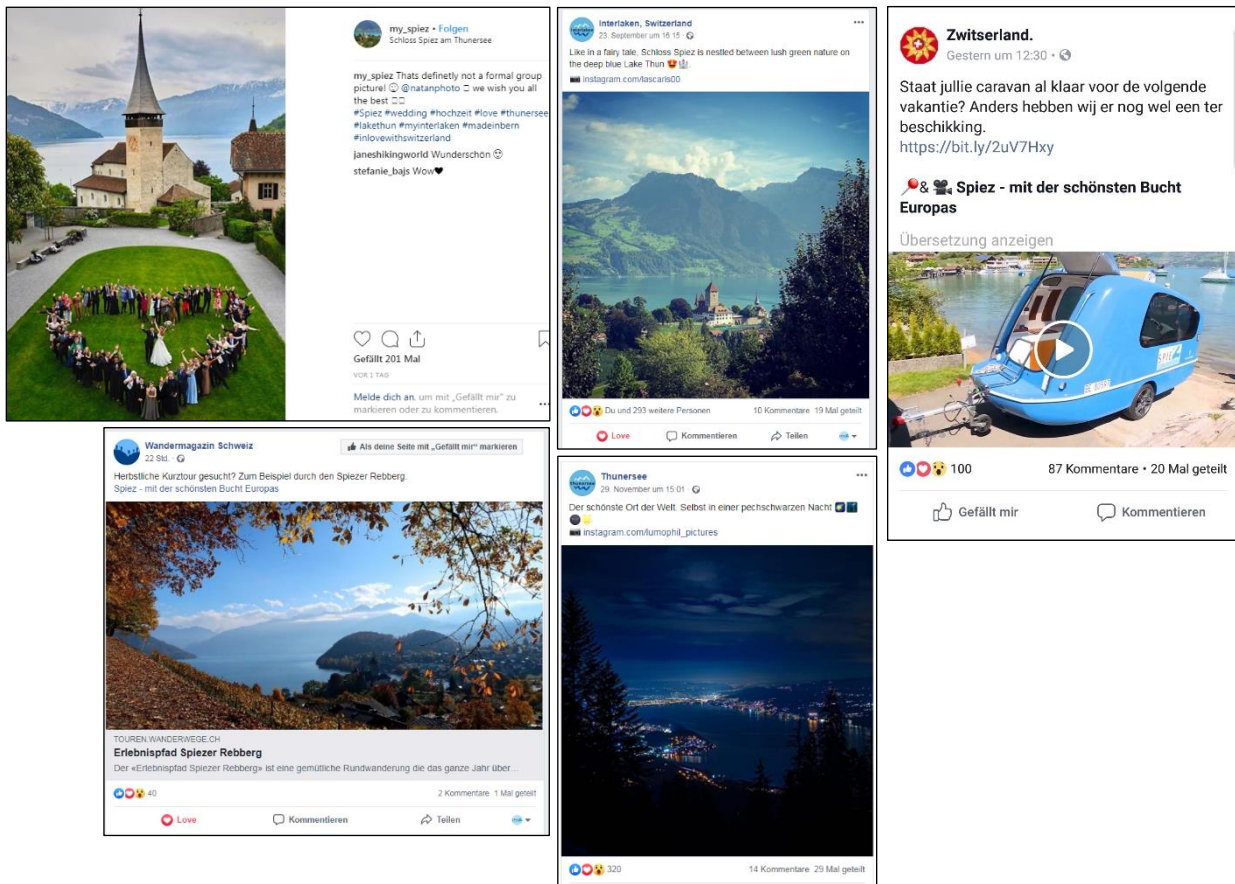 my_spiez • Folgen
Schloss Spiez am Thunersee
my_spiez Thats definetly not a formal group
picture! @natanphoto we wish you all
the best
#Spiez #wedding #hochzeit #love #thunersee
#lakethun #myinterlaken #madeinbern
#inlovewithswitzerland
janeshikingworld Wunderschön
stefanie_bajs Wow🖤
Gefällt 201 Mal
VOR 1 TAG
Melde dich an, um mit „Gefällt mir“ zu
markieren oder zu kommentieren.
Interlaken, Switzerland
23. September um 16:15
Like in a fairy tale, Schloss Spiez is nestled between lush green nature on
the deep blue Lake Thun
instagram.com/lascaris00
Du und 293 weitere Personen 10 Kommentare 19 Mal geteilt
Love Kommentieren Teilen
Zwitserland.
Gestern um 12:30
Staat jullie caravan al klaar voor de volgende
vakantie? Anders hebben wij er nog wel een ter
beschikking.
https://bit.ly/2uV7Hxy
& Spiez - mit der schönsten Bucht
Europas
Übersetzung anzeigen
SPIEZ
100 87 Kommentare • 20 Mal geteilt
Gefällt mir Kommentieren
Wandermagazin Schweiz
22 Std.
Als deine Seite mit „Gefällt mir“ markieren
Herbstliche Kurztour gesucht? Zum Beispiel durch den Spiezer Rebberg.
Spiez - mit der schönsten Bucht Europas
TOUREN.WANDERWEGE.CH
Erlebnispfad Spiezer Rebberg
Der «Erlebnispfad Spiezer Rebberg» ist eine gemütliche Rundwanderung die das ganze Jahr über...
40 2 Kommentare 1 Mal geteilt
Love Kommentieren Teilen
Thunersee
29. November um 15:01
Der schönste Ort der Welt. Selbst in einer pechschwarzen Nacht
instagram.com/lumophil_pictures
320 14 Kommentare 29 Mal geteilt